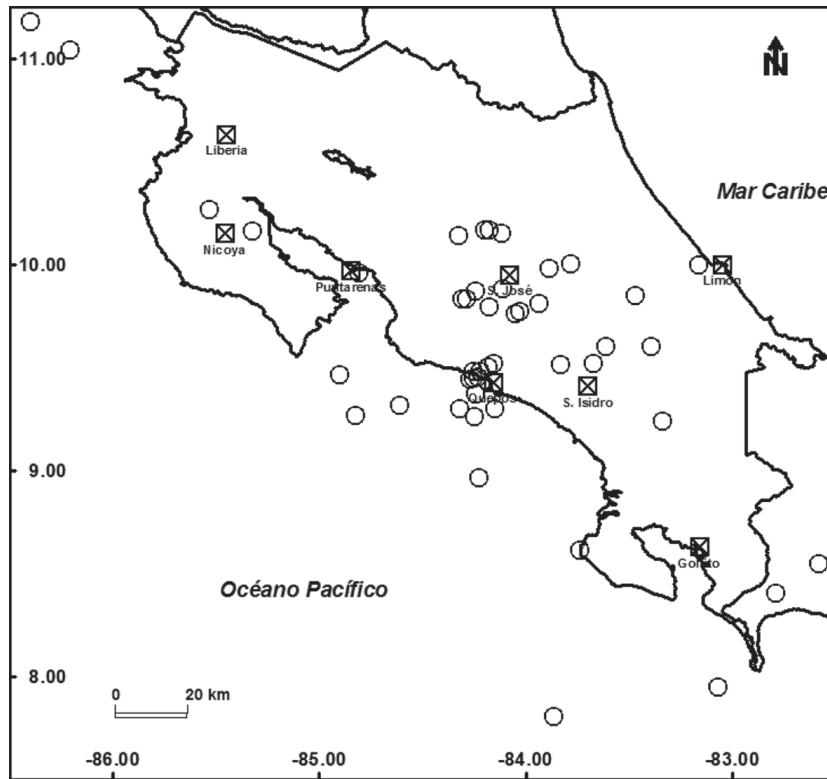 11.00
N
Liberia
Mar Caribe
Nicoya
10.00
Puntarenas
S. José
Limón
Quepos
S. Isidro
9.00
Golfito
Océano Pacífico
8.00
0 20 km
-86.00 -85.00 -84.00 -83.00